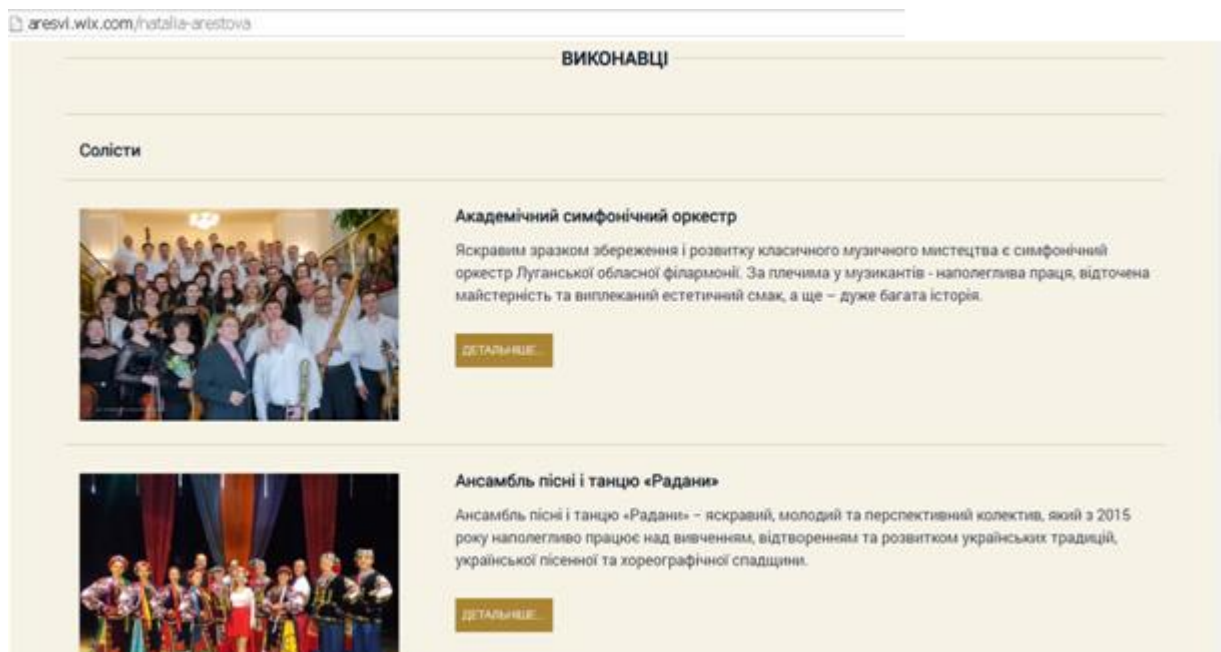 aresvi.wix.com/natalia-arestova
ВИКОНАВЦІ
Солісти
Академічний симфонічний оркестр
Яскравим зразком збереження і розвитку класичного музичного мистецтва є симфонічний
оркестр Луганської обласної філармонії. За плечима у музикантів - наполеглива праця, відточена
майстерність та виплеканий естетичний смак, а ще – дуже багата історія.
ДЕТАЛЬНІШЕ...
Ансамбль пісні і танцю «Радани»
Ансамбль пісні і танцю «Радани» – яскравий, молодий та перспективний колектив, який з 2015
року наполегливо працює над вивченням, відтворенням та розвитком українських традицій,
української пісенної та хореографічної спадщини.
ДЕТАЛЬНІШЕ...